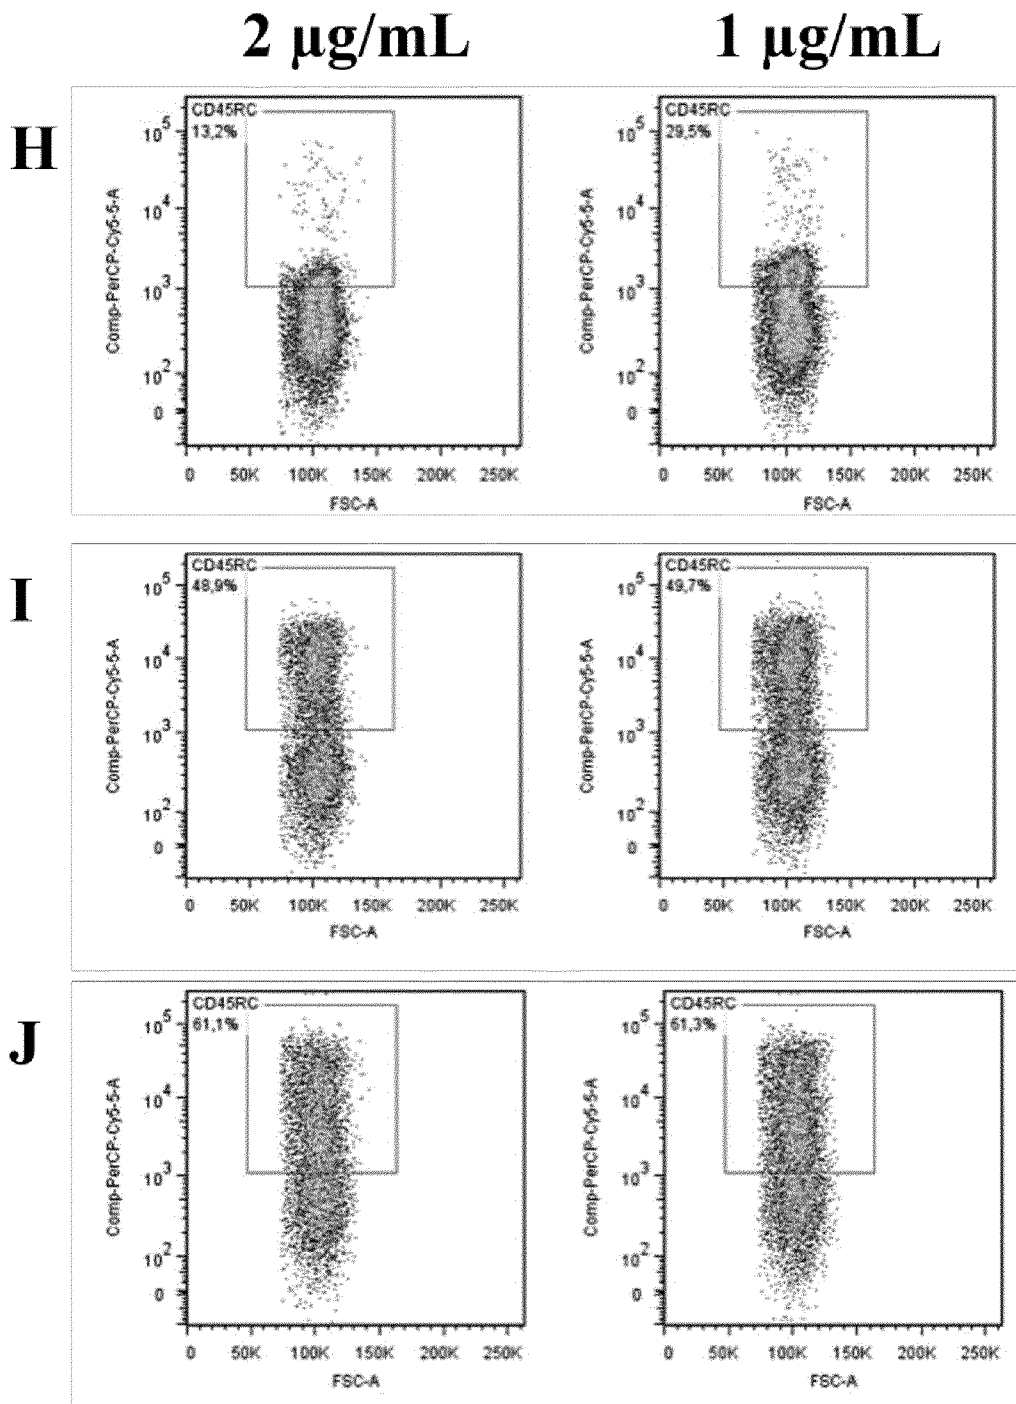 2 µg/mL 1 µg/mL
H
CD45RC
13,2%
10^5
10^4
10^3
10^2
0
Comp-PerCP-Cy5-5-A
0 50K 100K 150K 200K 250K
FSC-A
CD45RC
29,5%
10^5
10^4
10^3
10^2
0
Comp-PerCP-Cy5-5-A
0 50K 100K 150K 200K 250K
FSC-A
I
CD45RC
48,9%
10^5
10^4
10^3
10^2
0
Comp-PerCP-Cy5-5-A
0 50K 100K 150K 200K 250K
FSC-A
CD45RC
49,7%
10^5
10^4
10^3
10^2
0
Comp-PerCP-Cy5-5-A
0 50K 100K 150K 200K 250K
FSC-A
J
CD45RC
61,1%
10^5
10^4
10^3
10^2
0
Comp-PerCP-Cy5-5-A
0 50K 100K 150K 200K 250K
FSC-A
CD45RC
61,3%
10^5
10^4
10^3
10^2
0
Comp-PerCP-Cy5-5-A
0 50K 100K 150K 200K 250K
FSC-A